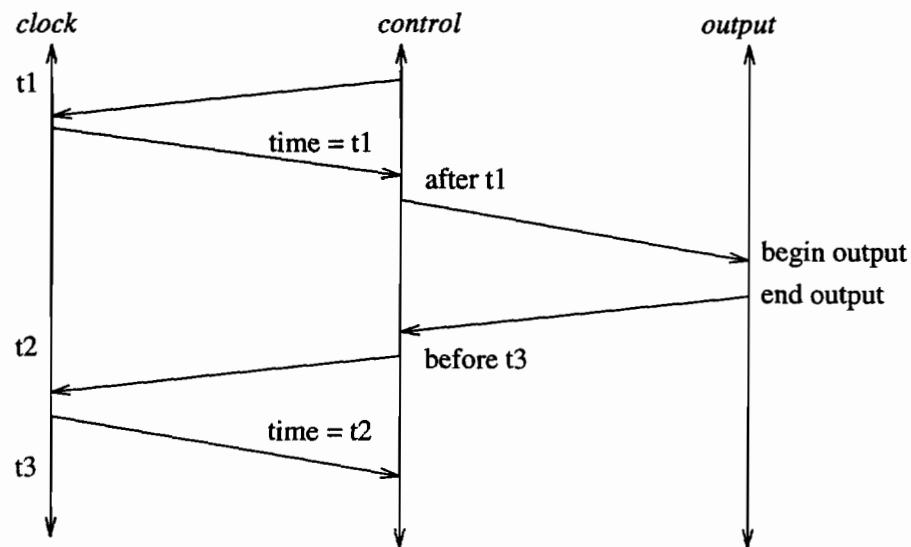 clock
control
output
t1
time = t1
after t1
begin output
end output
t2
before t3
time = t2
t3